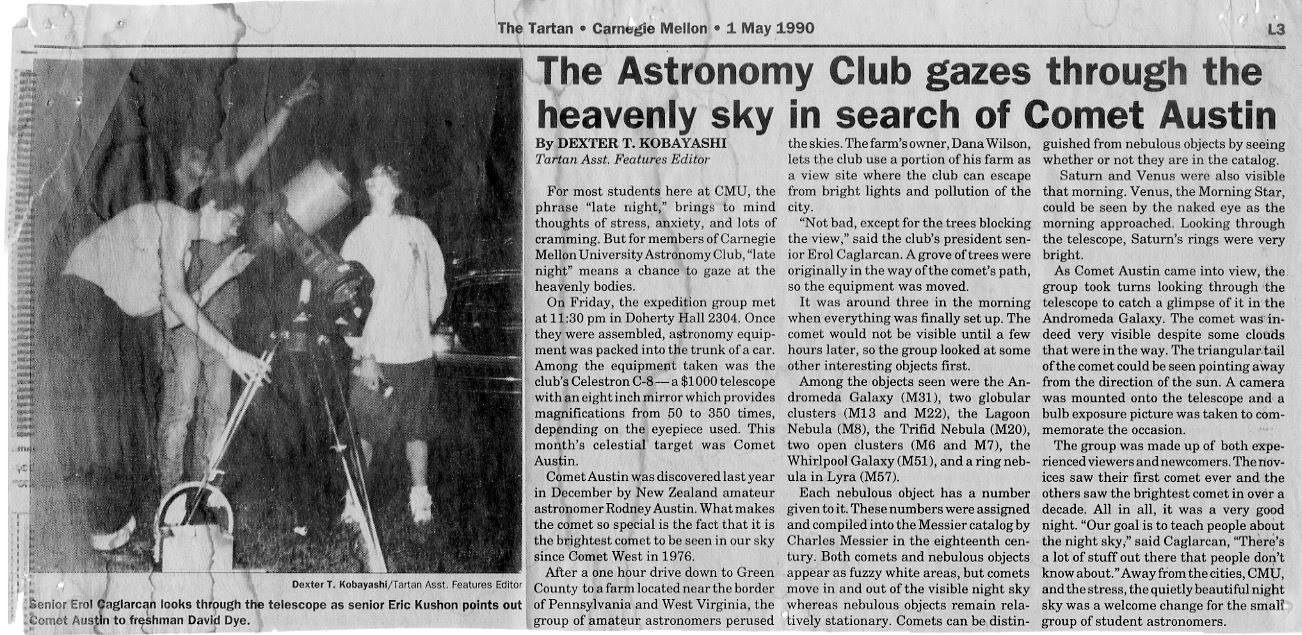 The Tartan • Carnegie Mellon • 1 May 1990
L3
The Astronomy Club gazes through the
heavenly sky in search of Comet Austin
By DEXTER T. KOBAYASHI
Tartan Asst. Features Editor
For most students here at CMU, the
phrase "late night," brings to mind
thoughts of stress, anxiety, and lots of
cramming. But for members of Carnegie
Mellon University Astronomy Club, "late
night" means a chance to gaze at the
heavenly bodies.
On Friday, the expedition group met
at 11:30 pm in Doherty Hall 2304. Once
they were assembled, astronomy equip-
ment was packed into the trunk of a car.
Among the equipment taken was the
club's Celestron C-8 — a $1000 telescope
with an eight inch mirror which provides
magnifications from 50 to 350 times,
depending on the eyepiece used. This
month's celestial target was Comet
Austin.
Comet Austin was discovered last year
in December by New Zealand amateur
astronomer Rodney Austin. What makes
the comet so special is the fact that it is
the brightest comet to be seen in our sky
since Comet West in 1976.
After a one hour drive down to Green
County to a farm located near the border
of Pennsylvania and West Virginia, the
group of amateur astronomers perused
the skies. The farm's owner, Dana Wilson,
lets the club use a portion of his farm as
a view site where the club can escape
from bright lights and pollution of the
city.
"Not bad, except for the trees blocking
the view," said the club's president sen-
ior Erol Caglarcan. A grove of trees were
originally in the way of the comet's path,
so the equipment was moved.
It was around three in the morning
when everything was finally set up. The
comet would not be visible until a few
hours later, so the group looked at some
other interesting objects first.
Among the objects seen were the An-
dromeda Galaxy (M31), two globular
clusters (M13 and M22), the Lagoon
Nebula (M8), the Trifid Nebula (M20),
two open clusters (M6 and M7), the
Whirlpool Galaxy (M51), and a ring neb-
ula in Lyra (M57).
Each nebulous object has a number
given to it. These numbers were assigned
and compiled into the Messier catalog by
Charles Messier in the eighteenth cen-
tury. Both comets and nebulous objects
appear as fuzzy white areas, but comets
move in and out of the visible night sky
whereas nebulous objects remain rela-
tively stationary. Comets can be distin-
guished from nebulous objects by seeing
whether or not they are in the catalog.
Saturn and Venus were also visible
that morning. Venus, the Morning Star,
could be seen by the naked eye as the
morning approached. Looking through
the telescope, Saturn's rings were very
bright.
As Comet Austin came into view, the
group took turns looking through the
telescope to catch a glimpse of it in the
Andromeda Galaxy. The comet was in-
deed very visible despite some clouds
that were in the way. The triangular tail
of the comet could be seen pointing away
from the direction of the sun. A camera
was mounted onto the telescope and a
bulb exposure picture was taken to com-
memorate the occasion.
The group was made up of both expe-
rienced viewers and newcomers. The nov-
ices saw their first comet ever and the
others saw the brightest comet in over a
decade. All in all, it was a very good
night. "Our goal is to teach people about
the night sky," said Caglarcan, "There's
a lot of stuff out there that people don't
know about." Away from the cities, CMU,
and the stress, the quietly beautiful night
sky was a welcome change for the small
group of student astronomers.
Dexter T. Kobayashi/Tartan Asst. Features Editor
Senior Erol Caglarcan looks through the telescope as senior Eric Kushon points out
Comet Austin to freshman David Dye.